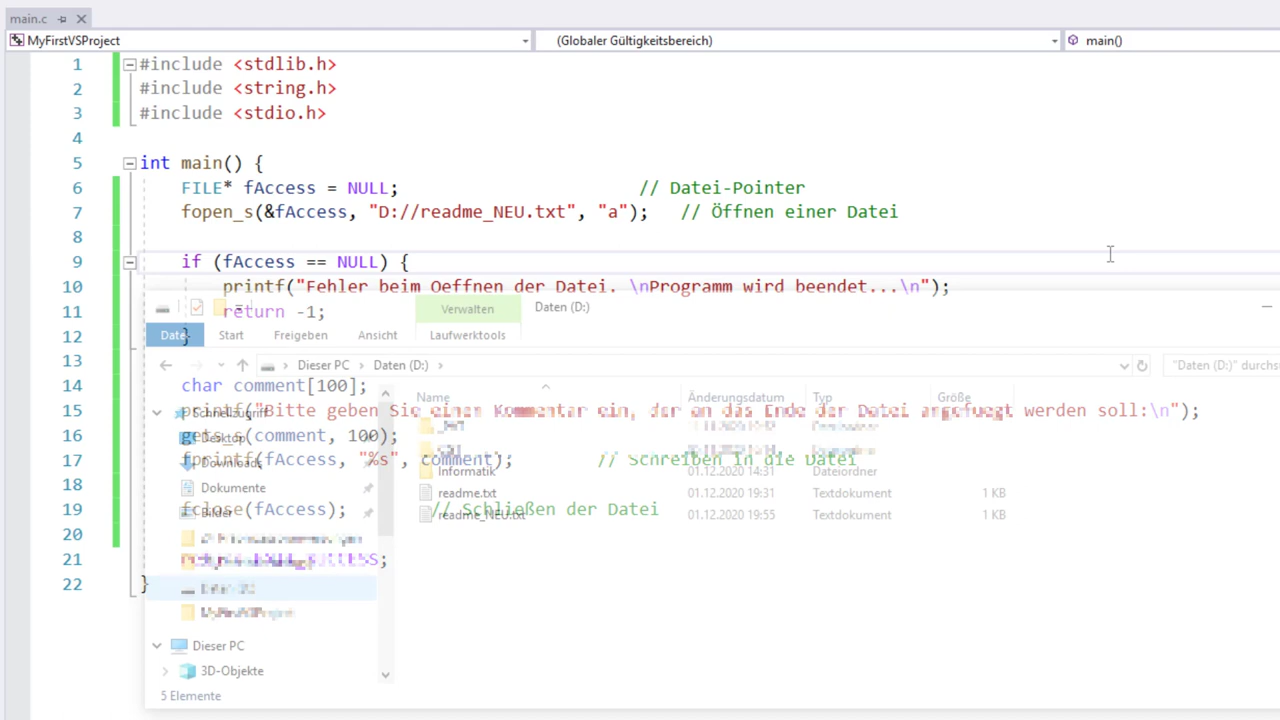 main.c
MyFirstVSProject
(Globaler Gültigkeitsbereich)
main()
1 #include <stdlib.h>
2 #include <string.h>
3 #include <stdio.h>
4
5 int main() {
6 FILE* fAccess = NULL; // Datei-Pointer
7 fopen_s(&fAccess, "D://readme_NEU.txt", "a"); // Öffnen einer Datei
8
9 if (fAccess == NULL) {
10 printf("Fehler beim Oeffnen der Datei. \nProgramm wird beendet...\n");
11 return -1;
12 }
13
14 char comment[100];
15 printf("Bitte geben Sie einen Kommentar ein, der an das Ende der Datei angefuegt werden soll:\n");
16 gets_s(comment, 100);
17 fprintf(fAccess, "%s", comment); // Schreiben in die Datei
18
19 fclose(fAccess); // Schließen der Datei
20
21 SUCCESS;
22 }
Verwalten Daten (D:)
Datei Start Freigeben Ansicht Laufwerktools
Dieser PC Daten (D:) "Daten (D:)" durchsu
Name Änderungsdatum Typ Größe
Schnellzugriff
Desktop
Downloads
Dokumente
Bilder
Informatik 01.12.2020 14:31 Dateiordner
readme.txt 01.12.2020 19:31 Textdokument 1 KB
readme_NEU.txt 01.12.2020 19:55 Textdokument 1 KB
Dieser PC
3D-Objekte
5 Elemente